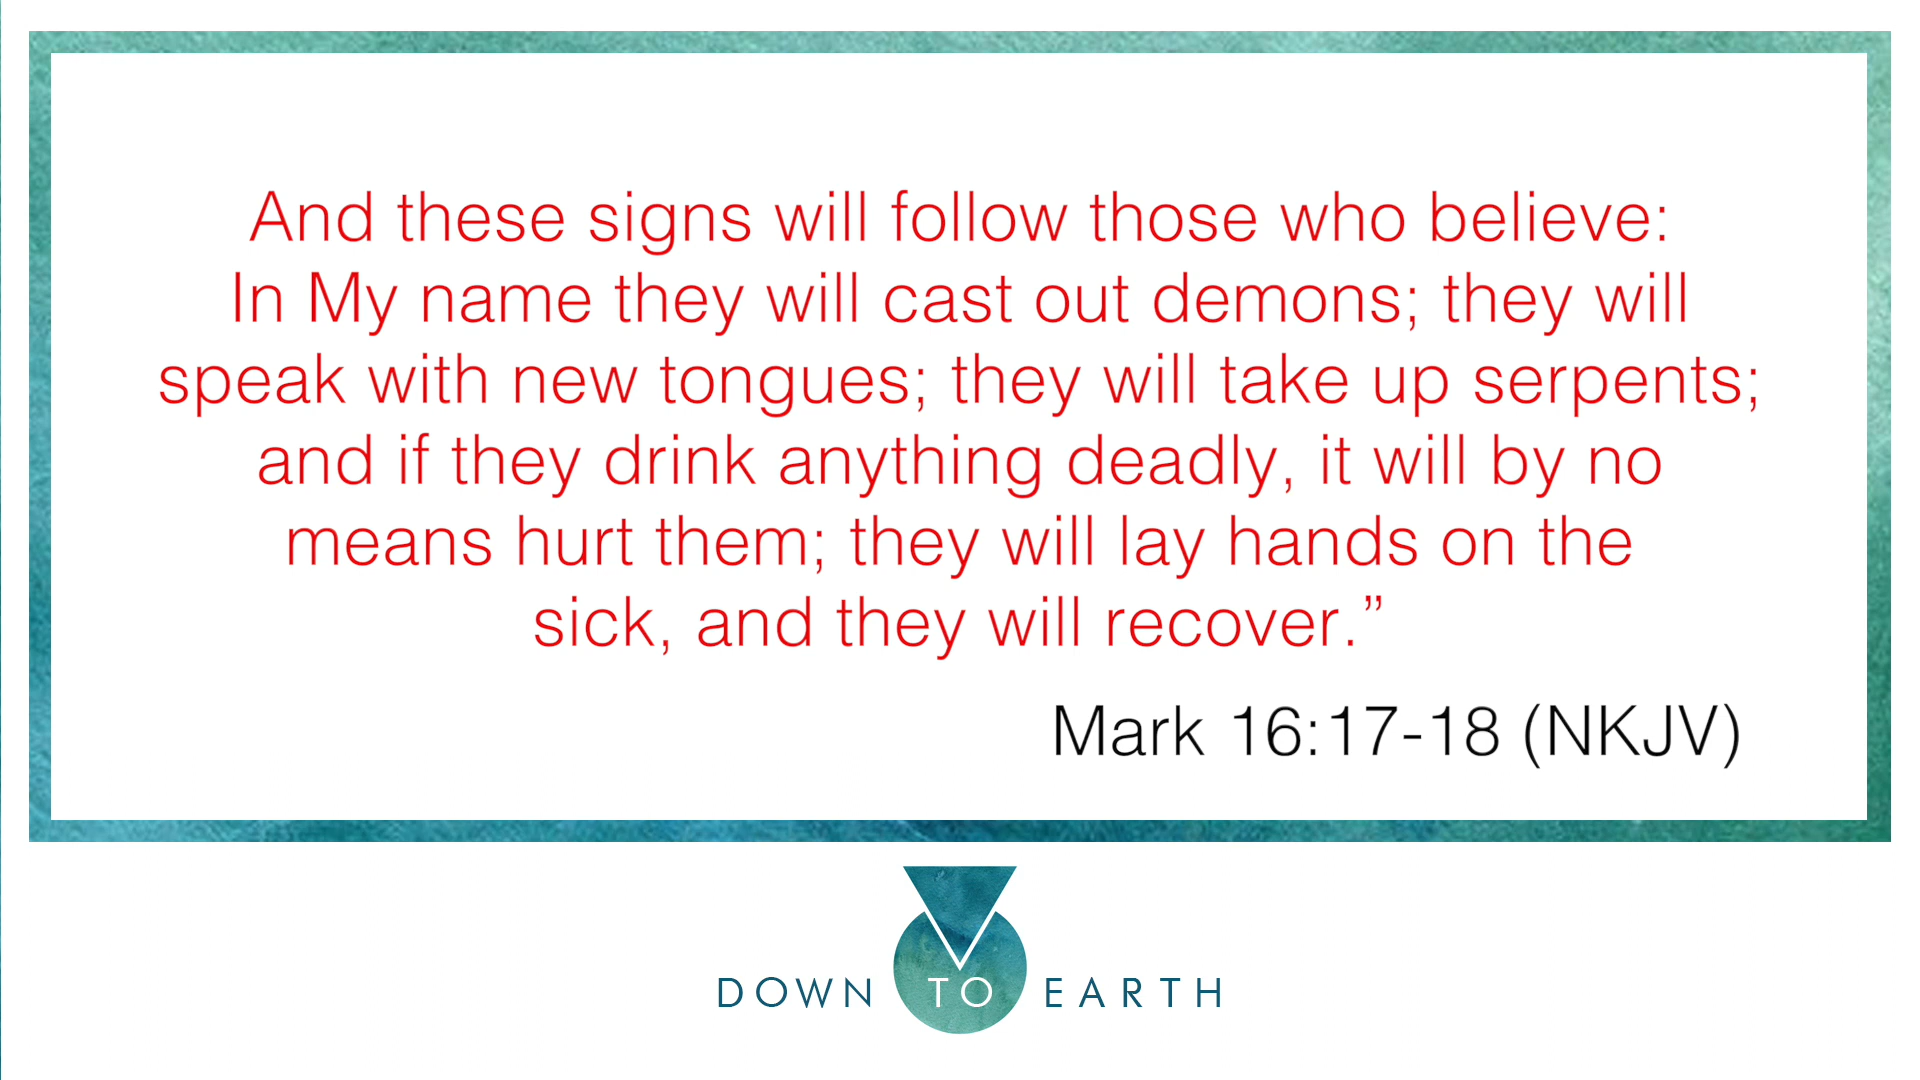 And these signs will follow those who believe:
In My name they will cast out demons; they will
speak with new tongues; they will take up serpents;
and if they drink anything deadly, it will by no
means hurt them; they will lay hands on the
sick, and they will recover.”
Mark 16:17-18 (NKJV)
DOWN TO EARTH